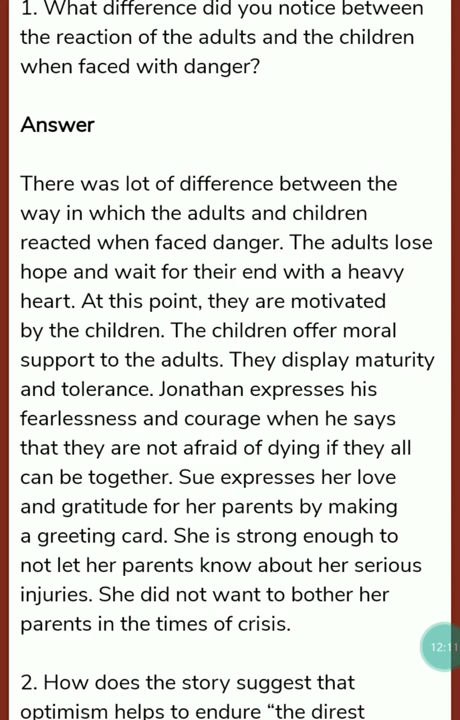 1. What difference did you notice between
the reaction of the adults and the children
when faced with danger?
Answer
There was lot of difference between the
way in which the adults and children
reacted when faced danger. The adults lose
hope and wait for their end with a heavy
heart. At this point, they are motivated
by the children. The children offer moral
support to the adults. They display maturity
and tolerance. Jonathan expresses his
fearlessness and courage when he says
that they are not afraid of dying if they all
can be together. Sue expresses her love
and gratitude for her parents by making
a greeting card. She is strong enough to
not let her parents know about her serious
injuries. She did not want to bother her
parents in the times of crisis.
12:11
2. How does the story suggest that
optimism helps to endure “the direst